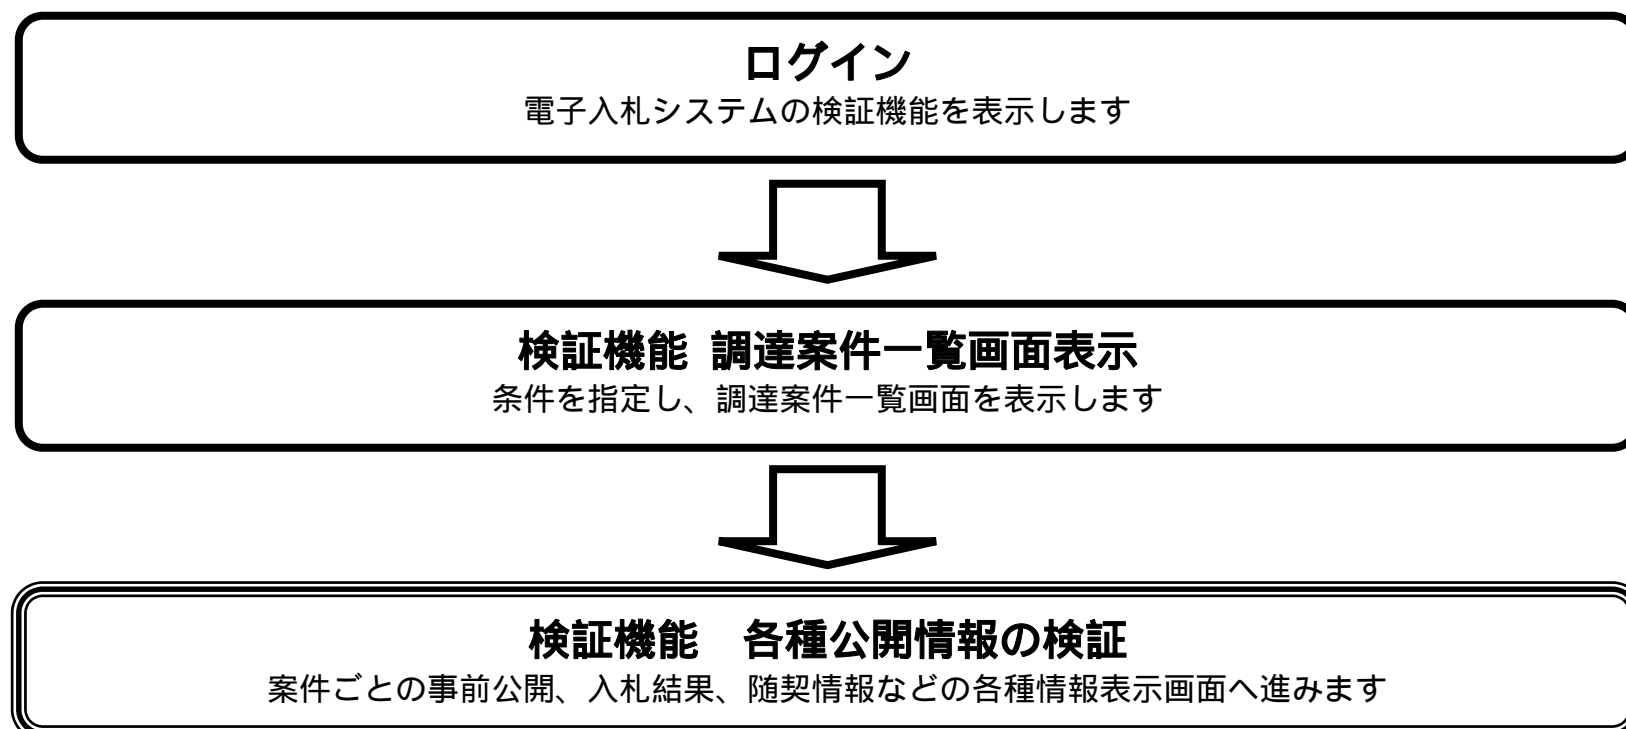 ログイン
電子入札システムの検証機能を表示します
検証機能 調達案件一覧画面表示
条件を指定し、調達案件一覧画面を表示します
検証機能　各種公開情報の検証
案件ごとの事前公開、入札結果、随契情報などの各種情報表示画面へ進みます